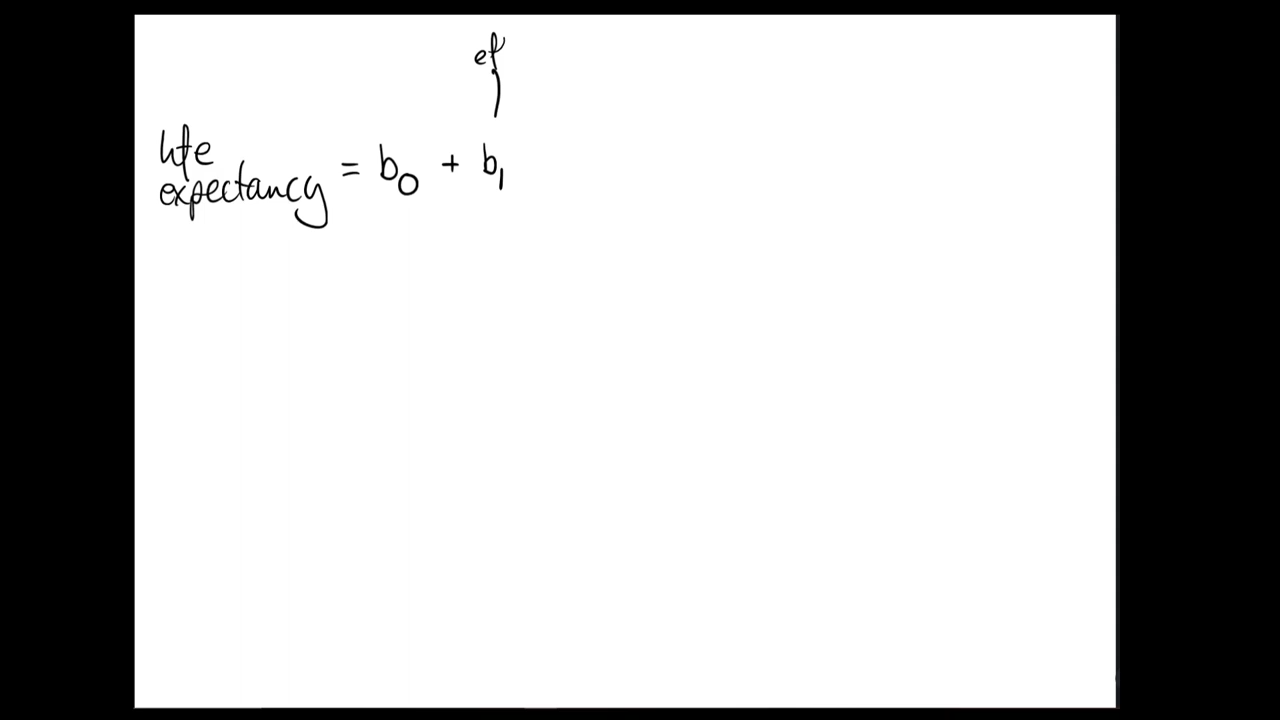 ef
life
expectancy = b₀ + b₁